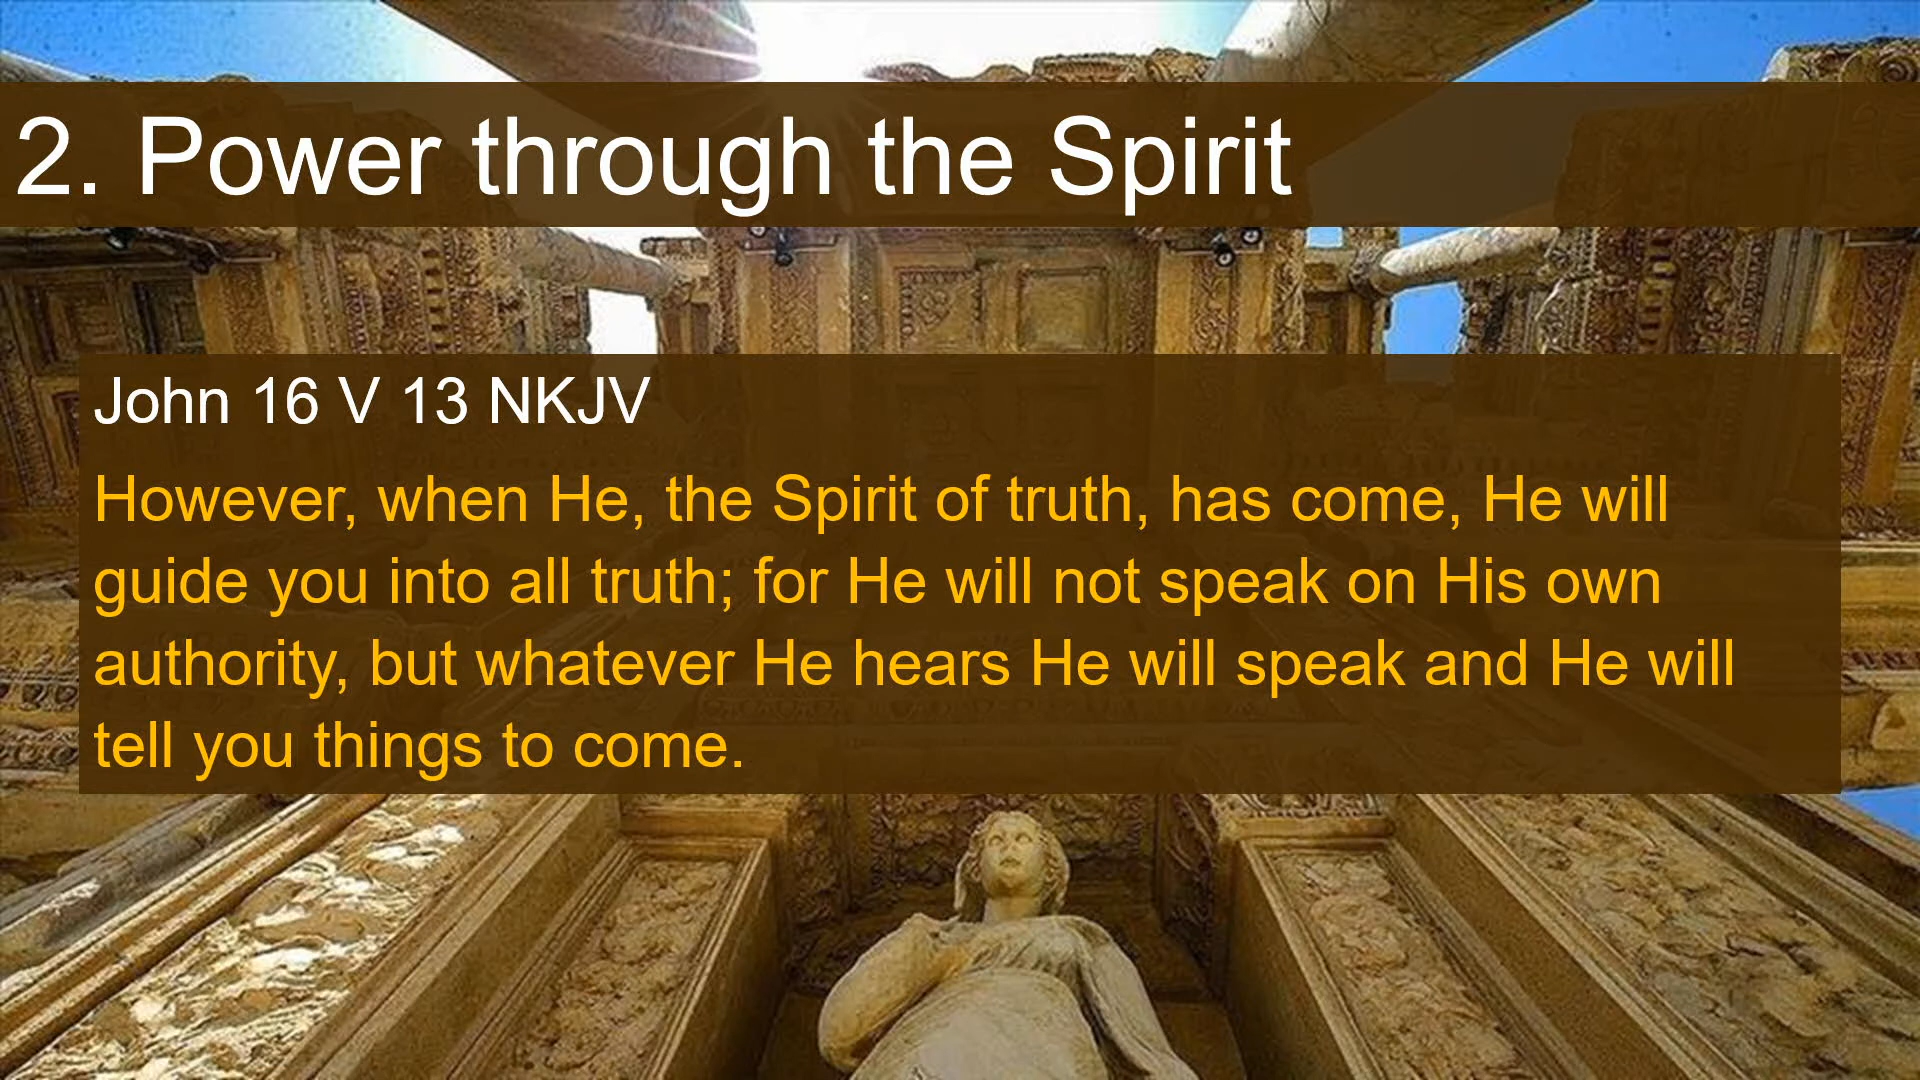 2. Power through the Spirit
John 16 V 13 NKJV
However, when He, the Spirit of truth, has come, He will
guide you into all truth; for He will not speak on His own
authority, but whatever He hears He will speak and He will
tell you things to come.